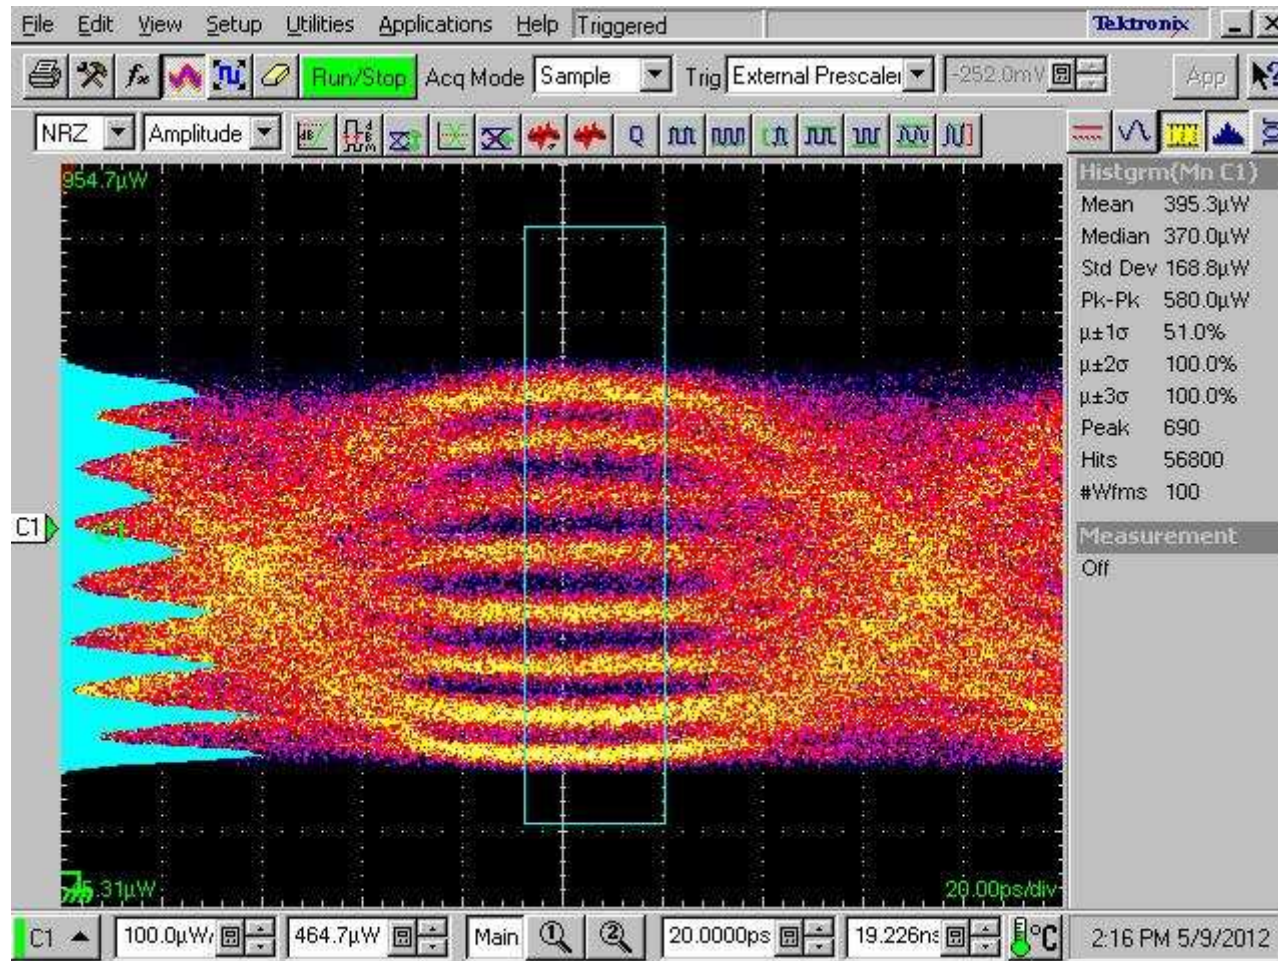 File Edit View Setup Utilities Applications Help Triggered Tektronix
Run/Stop Acq Mode Sample Trig External Prescaler -252.0mV App
NRZ Amplitude Q
954.7µW
Histgrm(Mn C1)
Mean 395.3µW
Median 370.0µW
Std Dev 168.8µW
Pk-Pk 580.0µW
µ±1σ 51.0%
µ±2σ 100.0%
µ±3σ 100.0%
Peak 690
Hits 56800
#Wfms 100
C1
Measurement
Off
20.00ps/div
C1 100.0µW/ 464.7µW Main 1 2 20.0000ps 19.226ns °C 2:16 PM 5/9/2012